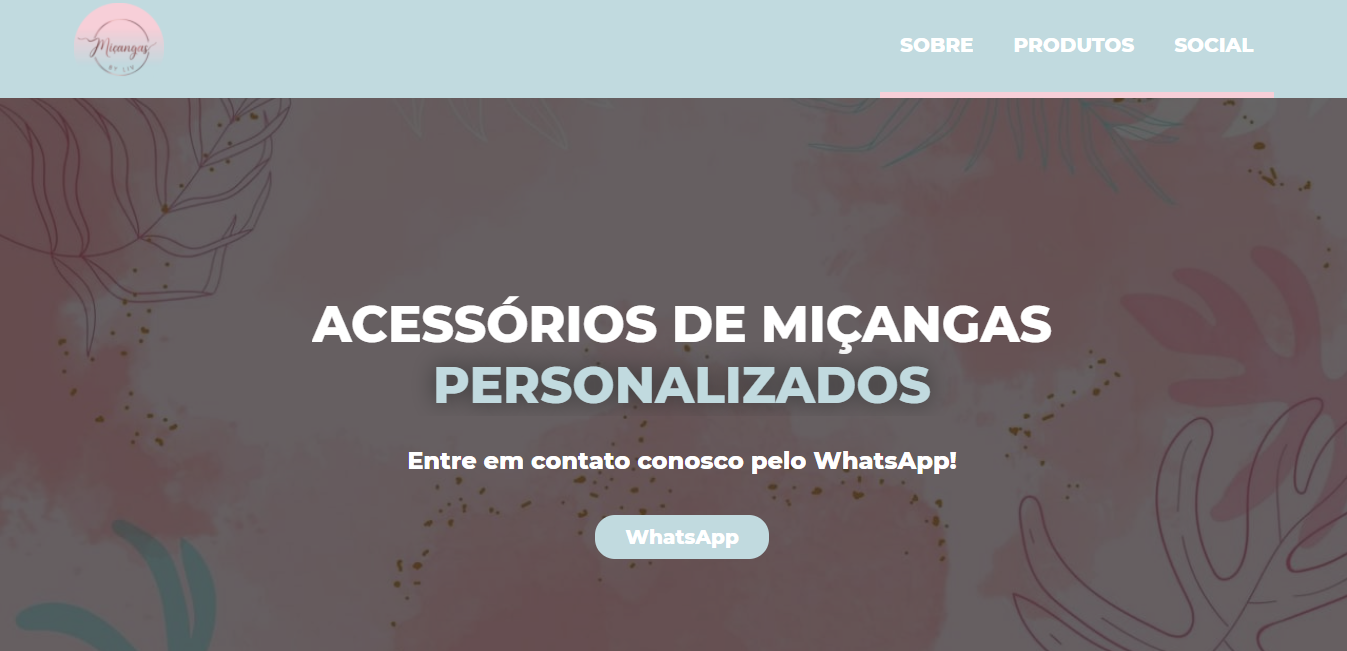 Miçangas
BY LIV
SOBRE PRODUTOS SOCIAL
ACESSÓRIOS DE MIÇANGAS
PERSONALIZADOS
Entre em contato conosco pelo WhatsApp!
WhatsApp